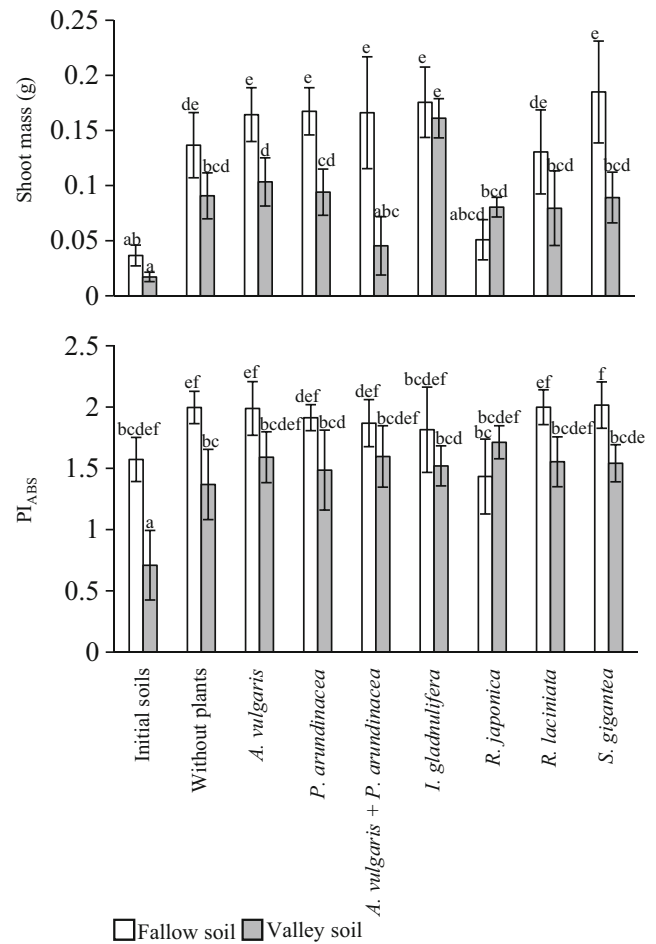 Shoot mass (g)
0.25
0.2
0.15
0.1
0.05
0
ab
a
de
bcd
e
d
e
cd
e
abc
e
e
abcd
bcd
de
bcd
e
bcd
PI_ABS
2.5
2
1.5
1
0.5
0
bcdef
a
ef
bc
ef
bcdef
def
bcd
def
bcdef
bcdef
bcd
bc
bcdef
ef
bcdef
f
bcde
Initial soils
Without plants
A. vulgaris
P. arundinacea
A. vulgaris + P. arundinacea
I. gladnulifera
R. japonica
R. laciniata
S. gigantea
Fallow soil
Valley soil